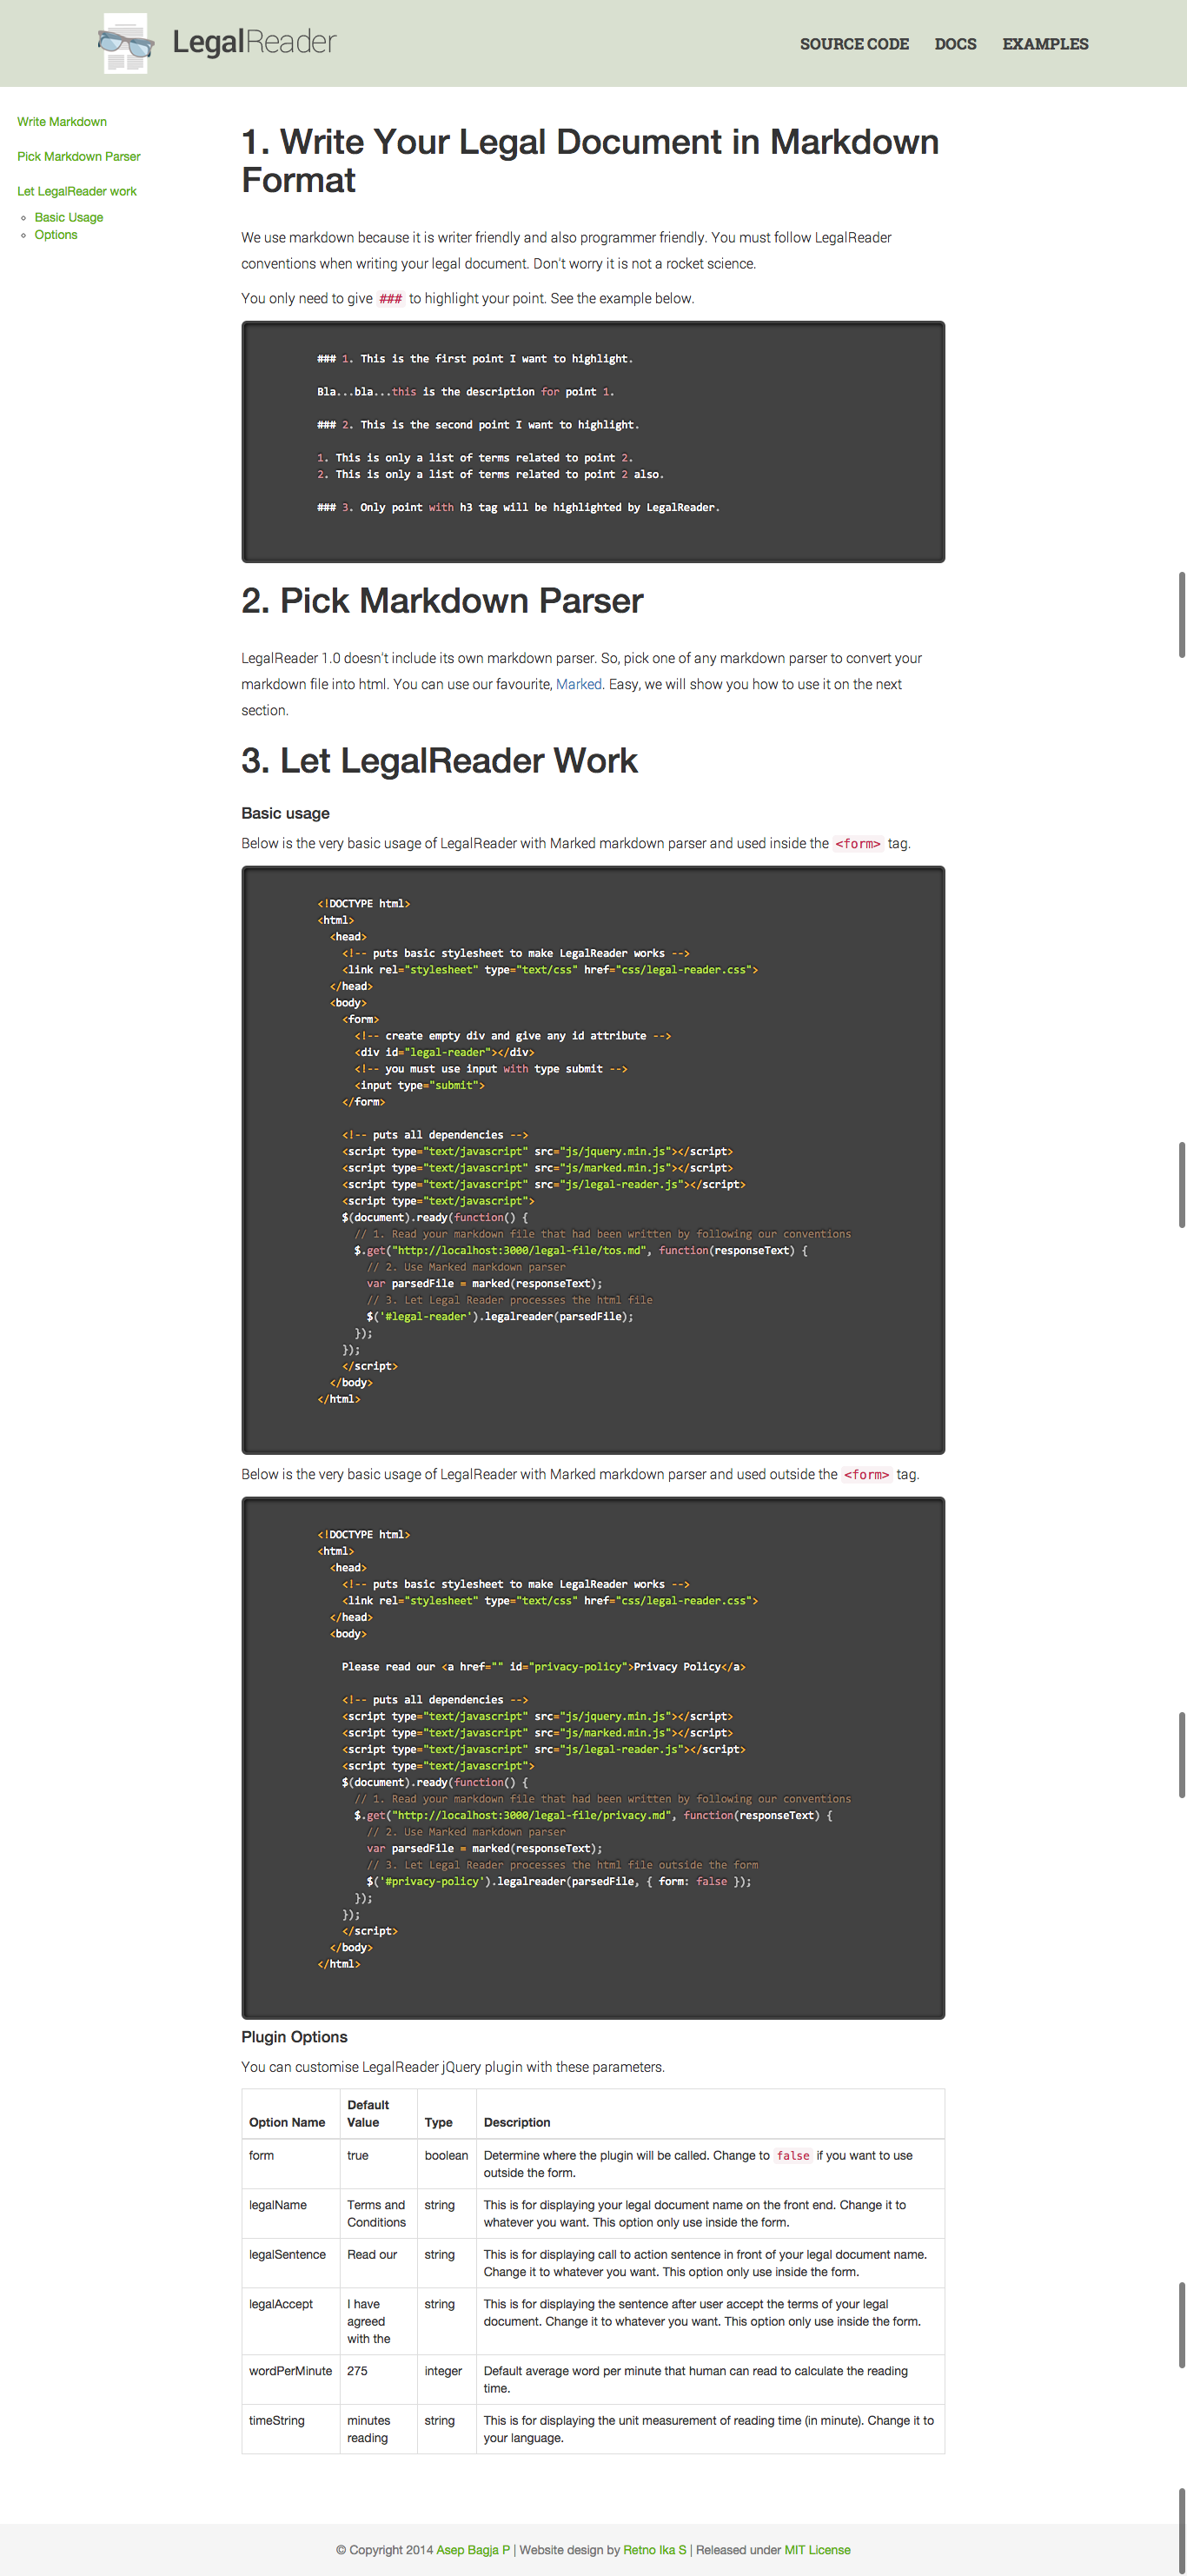 LegalReader
SOURCE CODE DOCS EXAMPLES
Write Markdown
Pick Markdown Parser
Let LegalReader work
Basic Usage
Options
1. Write Your Legal Document in Markdown
Format
We use markdown because it is writer friendly and also programmer friendly. You must follow LegalReader
conventions when writing your legal document. Don't worry it is not a rocket science.
You only need to give ### to highlight your point. See the example below.
### 1. This is the first point I want to highlight.
Bla...bla...this is the description for point 1.
### 2. This is the second point I want to highlight.
1. This is only a list of terms related to point 2.
2. This is only a list of terms related to point 2 also.
### 3. Only point with h3 tag will be highlighted by LegalReader.
2. Pick Markdown Parser
LegalReader 1.0 doesn't include its own markdown parser. So, pick one of any markdown parser to convert your
markdown file into html. You can use our favourite, Marked. Easy, we will show you how to use it on the next
section.
3. Let LegalReader Work
Basic usage
Below is the very basic usage of LegalReader with Marked markdown parser and used inside the <form> tag.
<!DOCTYPE html>
<html>
<head>
<!-- puts basic stylesheet to make LegalReader works -->
<link rel="stylesheet" type="text/css" href="css/legal-reader.css">
</head>
<body>
<form>
<!-- create empty div and give any id attribute -->
<div id="legal-reader"></div>
<!-- you must use input with type submit -->
<input type="submit">
</form>
<!-- puts all dependencies -->
<script type="text/javascript" src="js/jquery.min.js"></script>
<script type="text/javascript" src="js/marked.min.js"></script>
<script type="text/javascript" src="js/legal-reader.js"></script>
<script type="text/javascript">
$(document).ready(function() {
// 1. Read your markdown file that had been written by following our conventions
$.get("http://localhost:3000/legal-file/tos.md", function(responseText) {
// 2. Use Marked markdown parser
var parsedFile = marked(responseText);
// 3. Let Legal Reader processes the html file
$('#legal-reader').legalreader(parsedFile);
});
});
</script>
</body>
</html>
Below is the very basic usage of LegalReader with Marked markdown parser and used outside the <form> tag.
<!DOCTYPE html>
<html>
<head>
<!-- puts basic stylesheet to make LegalReader works -->
<link rel="stylesheet" type="text/css" href="css/legal-reader.css">
</head>
<body>
Please read our <a href="" id="privacy-policy">Privacy Policy</a>
<!-- puts all dependencies -->
<script type="text/javascript" src="js/jquery.min.js"></script>
<script type="text/javascript" src="js/marked.min.js"></script>
<script type="text/javascript" src="js/legal-reader.js"></script>
<script type="text/javascript">
$(document).ready(function() {
// 1. Read your markdown file that had been written by following our conventions
$.get("http://localhost:3000/legal-file/privacy.md", function(responseText) {
// 2. Use Marked markdown parser
var parsedFile = marked(responseText);
// 3. Let Legal Reader processes the html file outside the form
$('#privacy-policy').legalreader(parsedFile, { form: false });
});
});
</script>
</body>
</html>
Plugin Options
You can customise LegalReader jQuery plugin with these parameters.
Option Name Default Value Type Description
form true boolean Determine where the plugin will be called. Change to false if you want to use
outside the form.
legalName Terms and Conditions string This is for displaying your legal document name on the front end. Change it to
whatever you want. This option only use inside the form.
legalSentence Read our string This is for displaying call to action sentence in front of your legal document name.
Change it to whatever you want. This option only use inside the form.
legalAccept I have agreed with the string This is for displaying the sentence after user accept the terms of your legal
document. Change it to whatever you want. This option only use inside the form.
wordPerMinute 275 integer Default average word per minute that human can read to calculate the reading
time.
timeString minutes reading string This is for displaying the unit measurement of reading time (in minute). Change it to
your language.
© Copyright 2014 Asep Bagja P | Website design by Retno Ika S | Released under MIT License